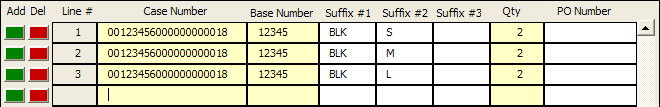 Add Del Line # Case Number Base Number Suffix #1 Suffix #2 Suffix #3 Qty PO Number
1 00123456000000000018 12345 BLK S 2
2 00123456000000000018 12345 BLK M 2
3 00123456000000000018 12345 BLK L 2